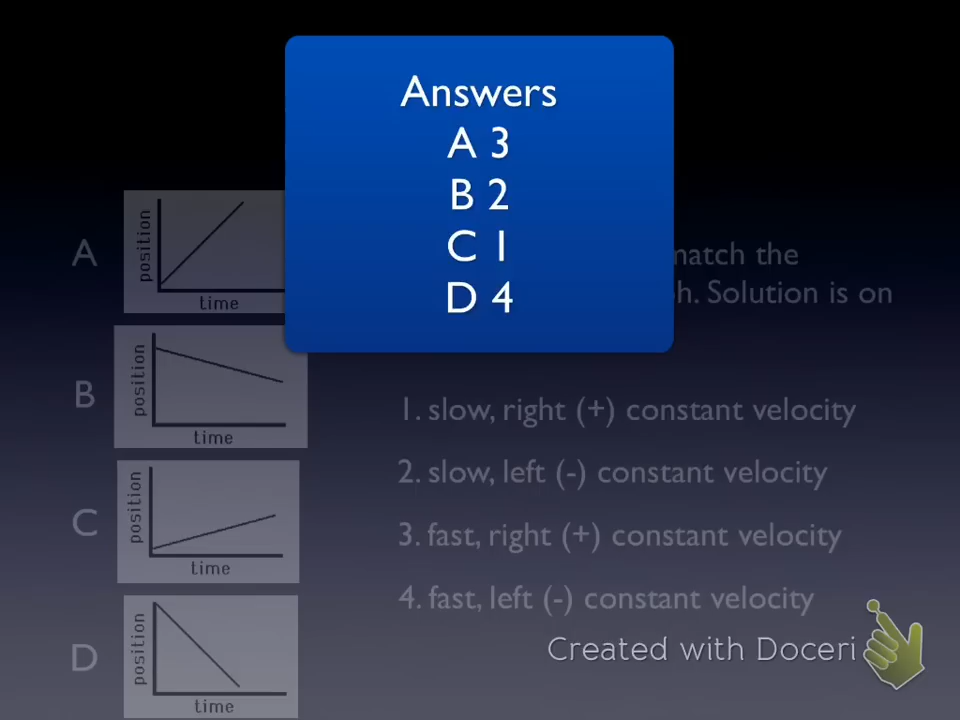 Answers
A 3
B 2
C 1
D 4
A
position
time
match the
. Solution is on
B
position
time
1. slow, right (+) constant velocity
2. slow, left (-) constant velocity
C
position
time
3. fast, right (+) constant velocity
4. fast, left (-) constant velocity
D
position
time
Created with Doceri